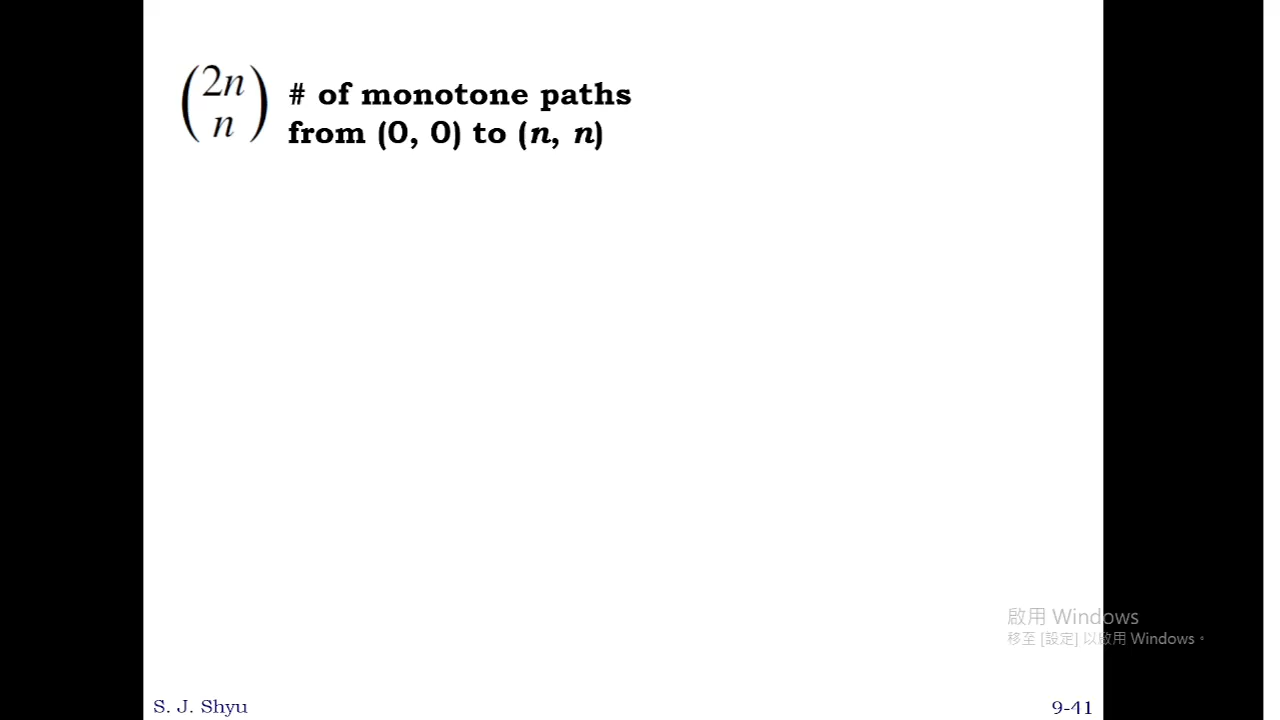 (2n
n)
# of monotone paths
from (0, 0) to (n, n)
啟用 Windows
移至 [設定] 以啟用 Windows。
S. J. Shyu
9-41